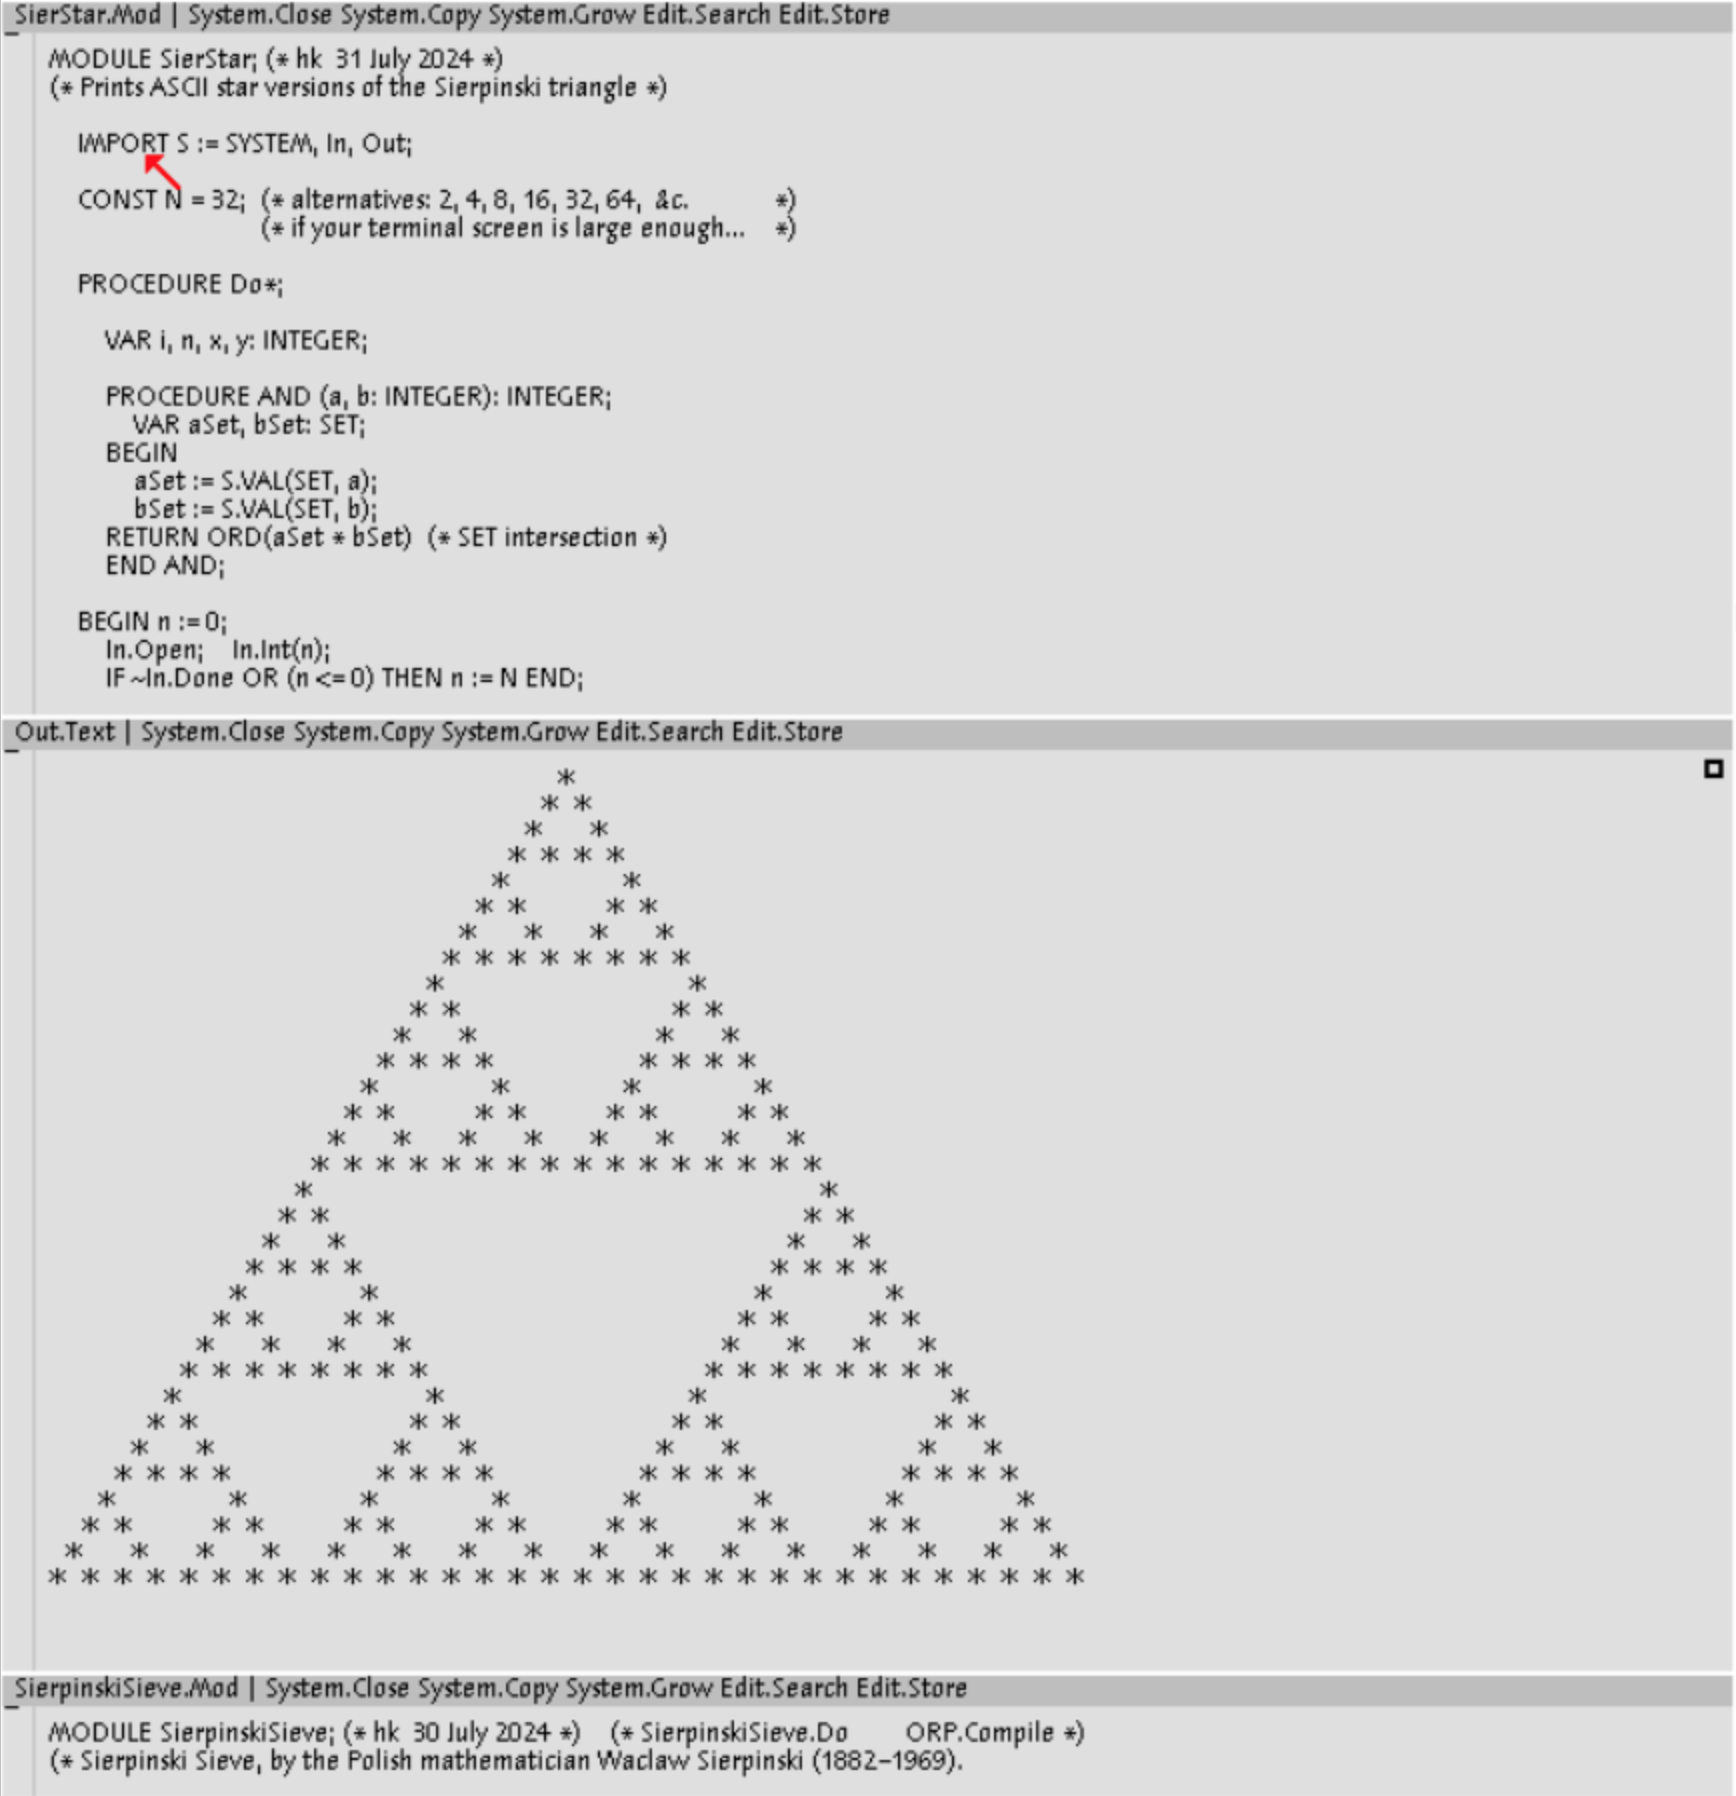 SierStar.Mod | System.Close System.Copy System.Grow Edit.Search Edit.Store
MODULE SierStar; (* hk  31 July 2024 *)
(* Prints ASCII star versions of the Sierpinski triangle *)
IMPORT S := SYSTEM, In, Out;
CONST N = 32;  (* alternatives: 2, 4, 8, 16, 32, 64,  &c.          *)
(* if your terminal screen is large enough...    *)
PROCEDURE Do*;
VAR i, n, x, y: INTEGER;
PROCEDURE AND (a, b: INTEGER): INTEGER;
VAR aSet, bSet: SET;
BEGIN
aSet := S.VAL(SET, a);
bSet := S.VAL(SET, b);
RETURN ORD(aSet * bSet)  (* SET intersection *)
END AND;
BEGIN n := 0;
In.Open;    In.Int(n);
IF ~In.Done OR (n <= 0) THEN n := N END;
Out.Text | System.Close System.Copy System.Grow Edit.Search Edit.Store
                               *
                              * *
                             *   *
                            * * * *
                           *       *
                          * *     * *
                         *   *   *   *
                        * * * * * * * *
                       *               *
                      * *             * *
                     *   *           *   *
                    * * * *         * * * *
                   *       *       *       *
                  * *     * *     * *     * *
                 *   *   *   *   *   *   *   *
                * * * * * * * * * * * * * * * *
               *                               *
              * *                             * *
             *   *                           *   *
            * * * *                         * * * *
           *       *                       *       *
          * *     * *                     * *     * *
         *   *   *   *                   *   *   *   *
        * * * * * * * *                 * * * * * * * *
       *               *               *               *
      * *             * *             * *             * *
     *   *           *   *           *   *           *   *
    * * * *         * * * *         * * * *         * * * *
   *       *       *       *       *       *       *       *
  * *     * *     * *     * *     * *     * *     * *     * *
 *   *   *   *   *   *   *   *   *   *   *   *   *   *   *   *
* * * * * * * * * * * * * * * * * * * * * * * * * * * * * * * *
SierpinskiSieve.Mod | System.Close System.Copy System.Grow Edit.Search Edit.Store
MODULE SierpinskiSieve; (* hk  30 July 2024 *)    (* SierpinskiSieve.Do        ORP.Compile *)
(* Sierpinski Sieve, by the Polish mathematician Waclaw Sierpinski (1882–1969).